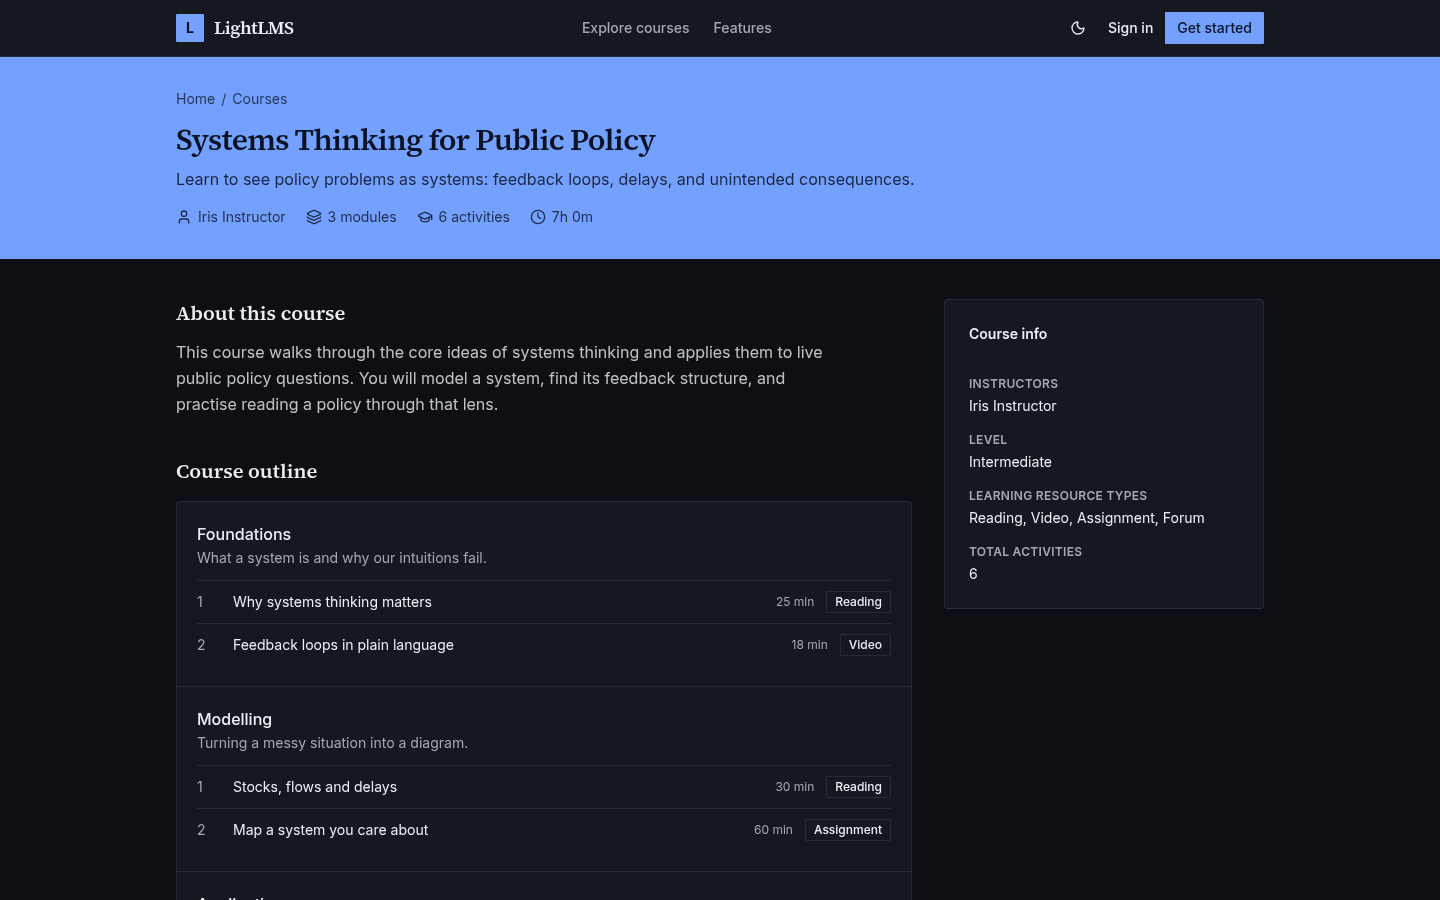 L LightLMS Explore courses Features Sign in Get started
Home / Courses
Systems Thinking for Public Policy
Learn to see policy problems as systems: feedback loops, delays, and unintended consequences.
Iris Instructor 3 modules 6 activities 7h 0m
About this course
This course walks through the core ideas of systems thinking and applies them to live
public policy questions. You will model a system, find its feedback structure, and
practise reading a policy through that lens.
Course outline
Foundations
What a system is and why our intuitions fail.
1 Why systems thinking matters 25 min Reading
2 Feedback loops in plain language 18 min Video
Modelling
Turning a messy situation into a diagram.
1 Stocks, flows and delays 30 min Reading
2 Map a system you care about 60 min Assignment
Course info
INSTRUCTORS
Iris Instructor
LEVEL
Intermediate
LEARNING RESOURCE TYPES
Reading, Video, Assignment, Forum
TOTAL ACTIVITIES
6